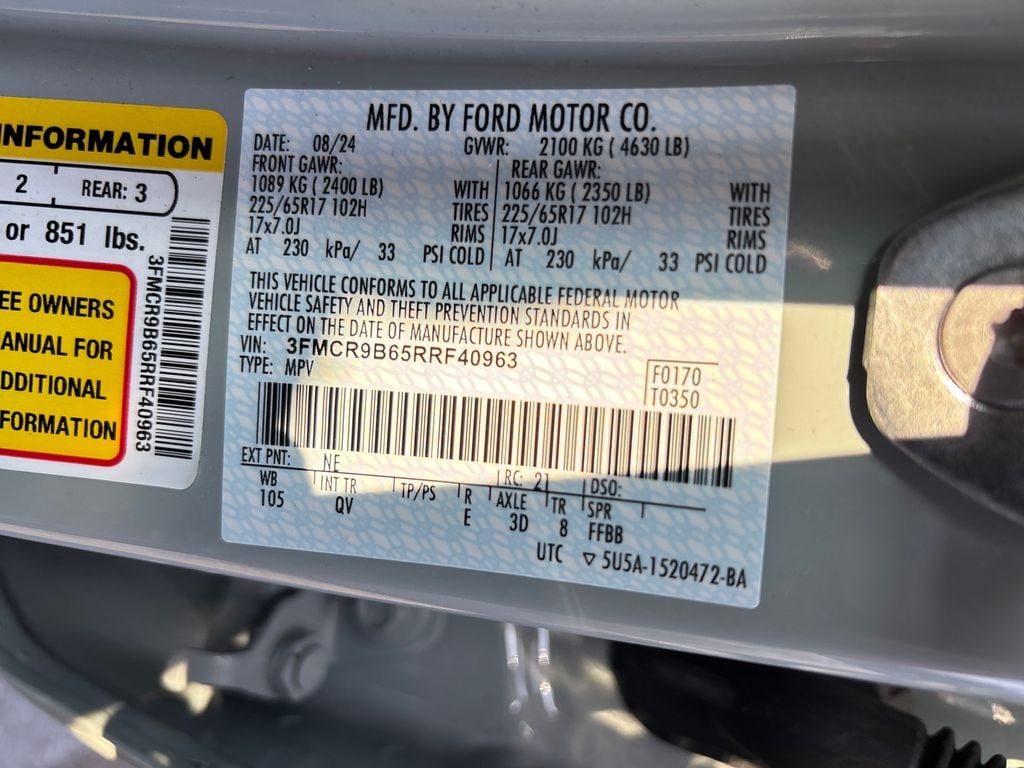 INFORMATION
2 REAR: 3
or 851 lbs.
EE OWNERS
ANUAL FOR
DDITIONAL
FORMATION
3FMCR9B65RRF40963
MFD. BY FORD MOTOR CO.
DATE: 08/24 GVWR: 2100 KG ( 4630 LB)
FRONT GAWR: REAR GAWR:
1089 KG ( 2400 LB) WITH 1066 KG ( 2350 LB) WITH
225/65R17 102H TIRES 225/65R17 102H TIRES
17x7.0J RIMS 17x7.0J RIMS
AT 230 kPa/ 33 PSI COLD AT 230 kPa/ 33 PSI COLD
THIS VEHICLE CONFORMS TO ALL APPLICABLE FEDERAL MOTOR
VEHICLE SAFETY AND THEFT PREVENTION STANDARDS IN
EFFECT ON THE DATE OF MANUFACTURE SHOWN ABOVE.
VIN: 3FMCR9B65RRF40963
TYPE: MPV
F0170
T0350
EXT PNT: NE RC: 21 DSO:
WB INT TR TP/PS R AXLE TR SPR
105 QV E 3D 8 FFBB
UTC ▽ 5U5A-1520472-BA